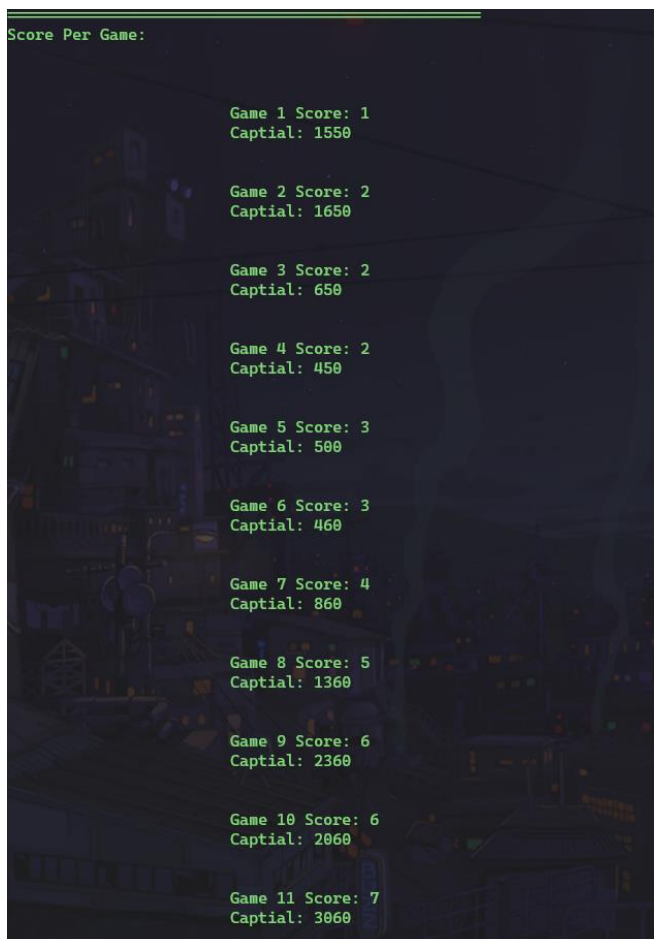 Score Per Game:
Game 1 Score: 1
Captial: 1550
Game 2 Score: 2
Captial: 1650
Game 3 Score: 2
Captial: 650
Game 4 Score: 2
Captial: 450
Game 5 Score: 3
Captial: 500
Game 6 Score: 3
Captial: 460
Game 7 Score: 4
Captial: 860
Game 8 Score: 5
Captial: 1360
Game 9 Score: 6
Captial: 2360
Game 10 Score: 6
Captial: 2060
Game 11 Score: 7
Captial: 3060